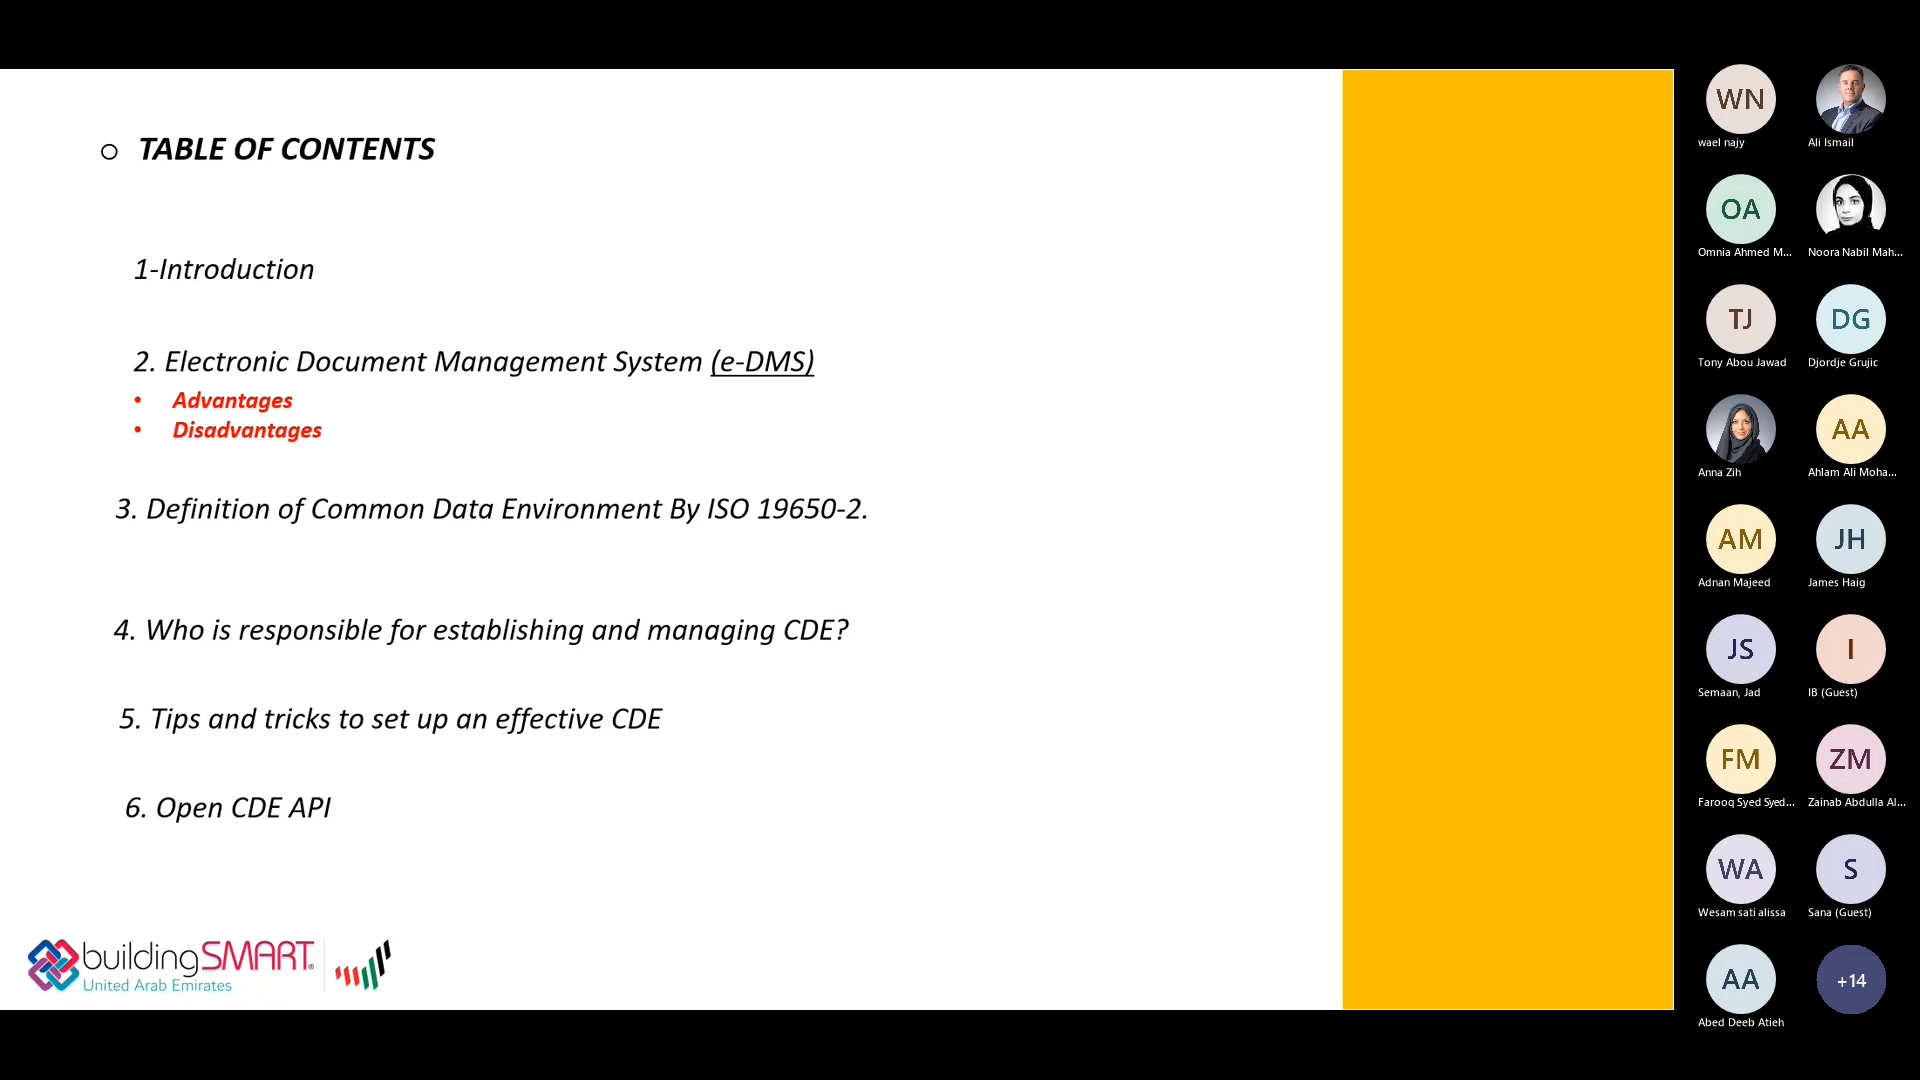 ○ TABLE OF CONTENTS
1-Introduction
2. Electronic Document Management System (e-DMS)
• Advantages
• Disadvantages
3. Definition of Common Data Environment By ISO 19650-2.
4. Who is responsible for establishing and managing CDE?
5. Tips and tricks to set up an effective CDE
6. Open CDE API
buildingSMART®
United Arab Emirates
WN
wael najy
Ali Ismail
OA
Omnia Ahmed M...
Noora Nabil Mah...
TJ
Tony Abou Jawad
DG
Djordje Grujic
Anna Zih
AA
Ahlam Ali Moha...
AM
Adnan Majeed
JH
James Haig
JS
Semaan, Jad
I
IB (Guest)
FM
Farooq Syed Syed...
ZM
Zainab Abdulla Al...
WA
Wesam sati alissa
S
Sana (Guest)
AA
Abed Deeb Atieh
+14